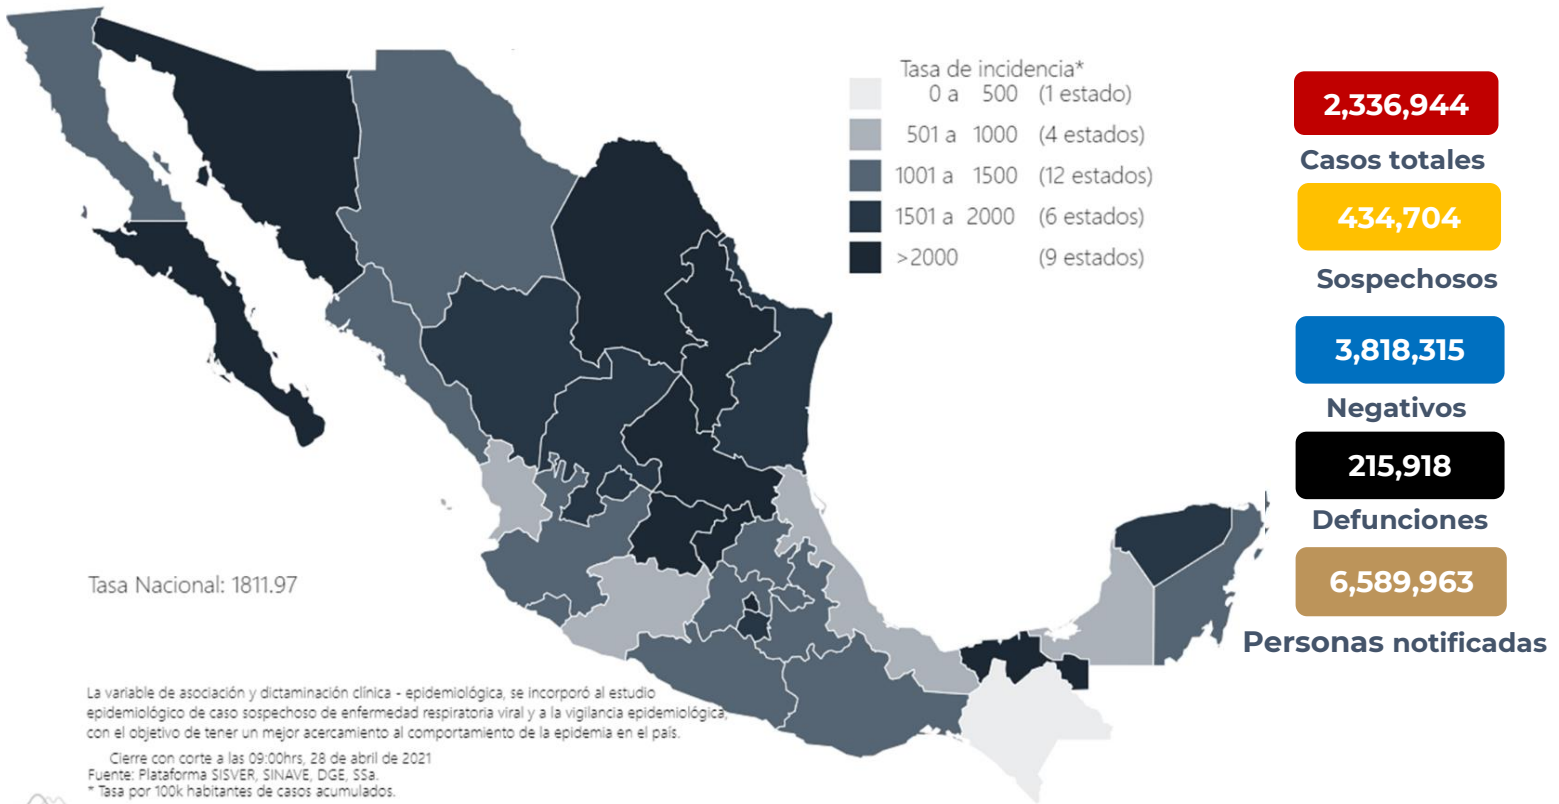 Tasa de incidencia*
0 a 500 (1 estado)
501 a 1000 (4 estados)
1001 a 1500 (12 estados)
1501 a 2000 (6 estados)
>2000 (9 estados)
2,336,944
Casos totales
434,704
Sospechosos
3,818,315
Negativos
215,918
Defunciones
6,589,963
Personas notificadas
Tasa Nacional: 1811.97
La variable de asociación y dictaminación clínica - epidemiológica, se incorporó al estudio
epidemiológico de caso sospechoso de enfermedad respiratoria viral y a la vigilancia epidemiológica,
con el objetivo de tener un mejor acercamiento al comportamiento de la epidemia en el país.
Cierre con corte a las 09:00hrs, 28 de abril de 2021
Fuente: Plataforma SISVER, SINAVE, DGE, SSa.
* Tasa por 100k habitantes de casos acumulados.